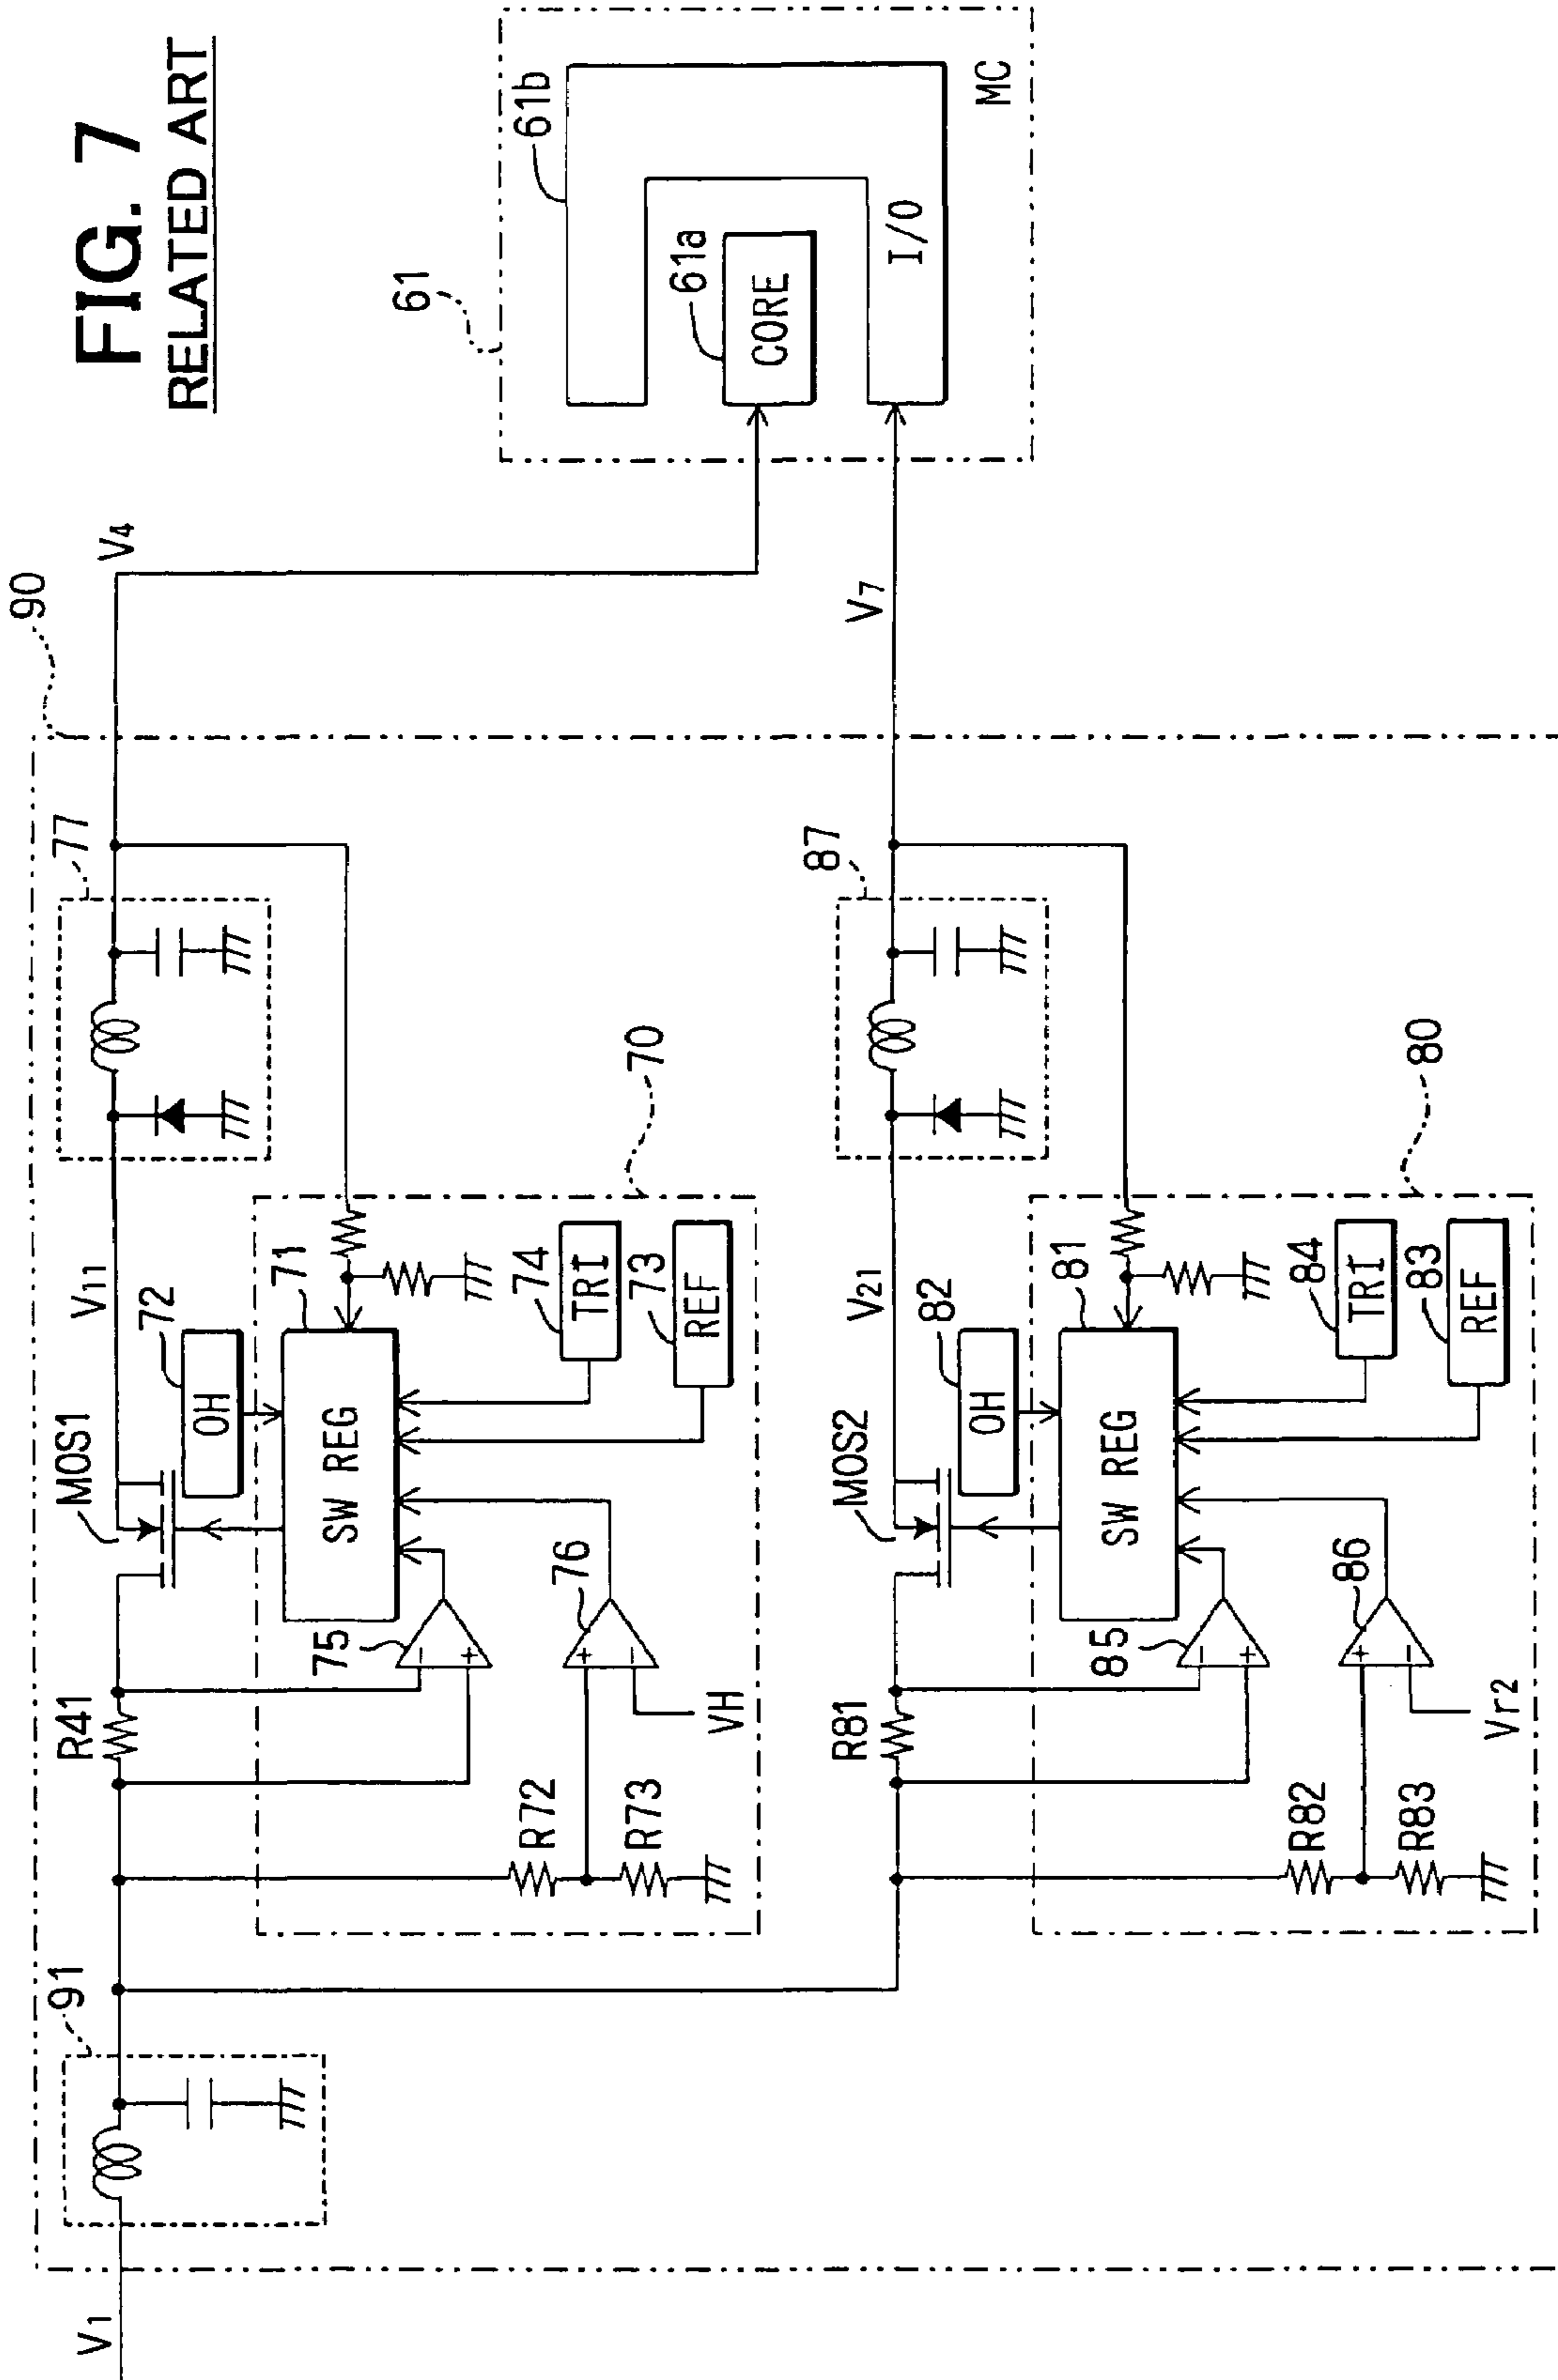 FIG. 7
RELATED ART
90
61
61b
61a
CORE
I/O
MC
V4
V7
91
V1
77
R41
MOS1
V11
72
OH
71
SW REG
70
74
TRI
73
REF
75
- +
76
+ -
VH
R72
R73
87
R81
MOS2
V21
82
OH
81
SW REG
80
84
TRI
83
REF
85
- +
86
+ -
Vr2
R82
R83